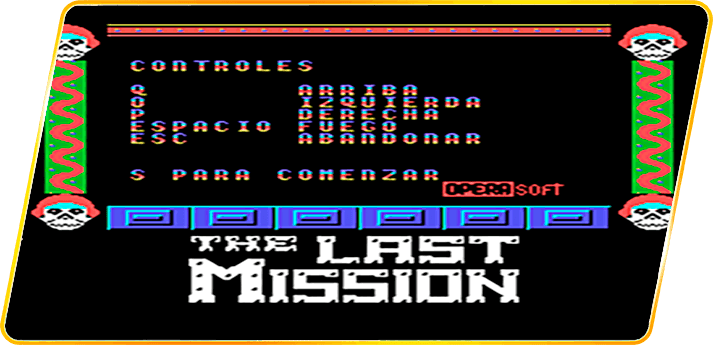 CONTROLES
Q ARRIBA
O IZQUIERDA
P DERECHA
ESPACIO FUEGO
ESC ABANDONAR
S PARA COMENZAR
OPERA SOFT
THE LAST
MISSION